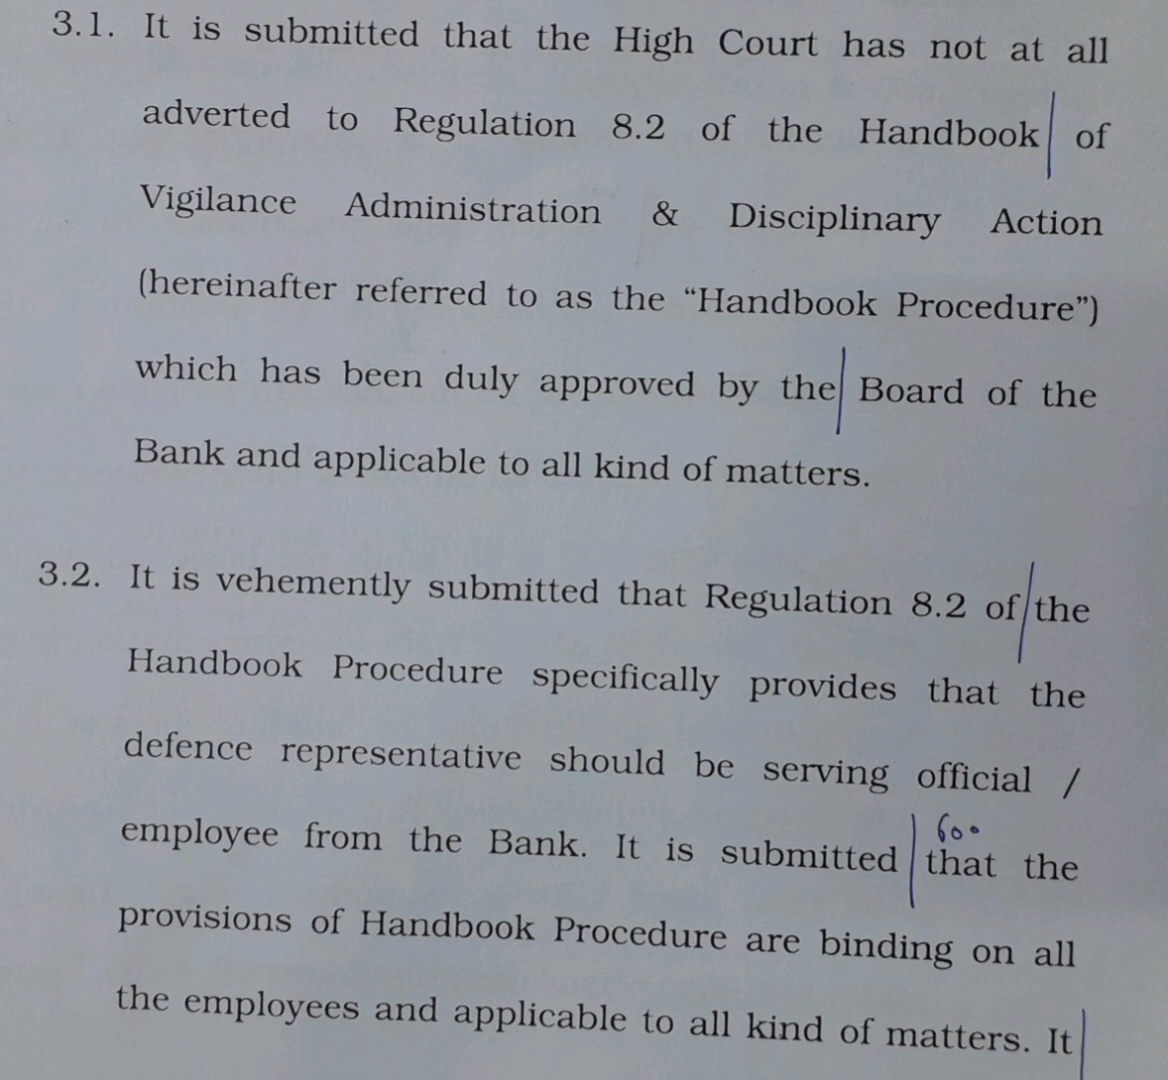 3.1. It is submitted that the High Court has not at all
adverted to Regulation 8.2 of the Handbook of
Vigilance Administration & Disciplinary Action
(hereinafter referred to as the “Handbook Procedure”)
which has been duly approved by the Board of the
Bank and applicable to all kind of matters.
3.2. It is vehemently submitted that Regulation 8.2 of the
Handbook Procedure specifically provides that the
defence representative should be serving official /
600
employee from the Bank. It is submitted that the
provisions of Handbook Procedure are binding on all
the employees and applicable to all kind of matters. It